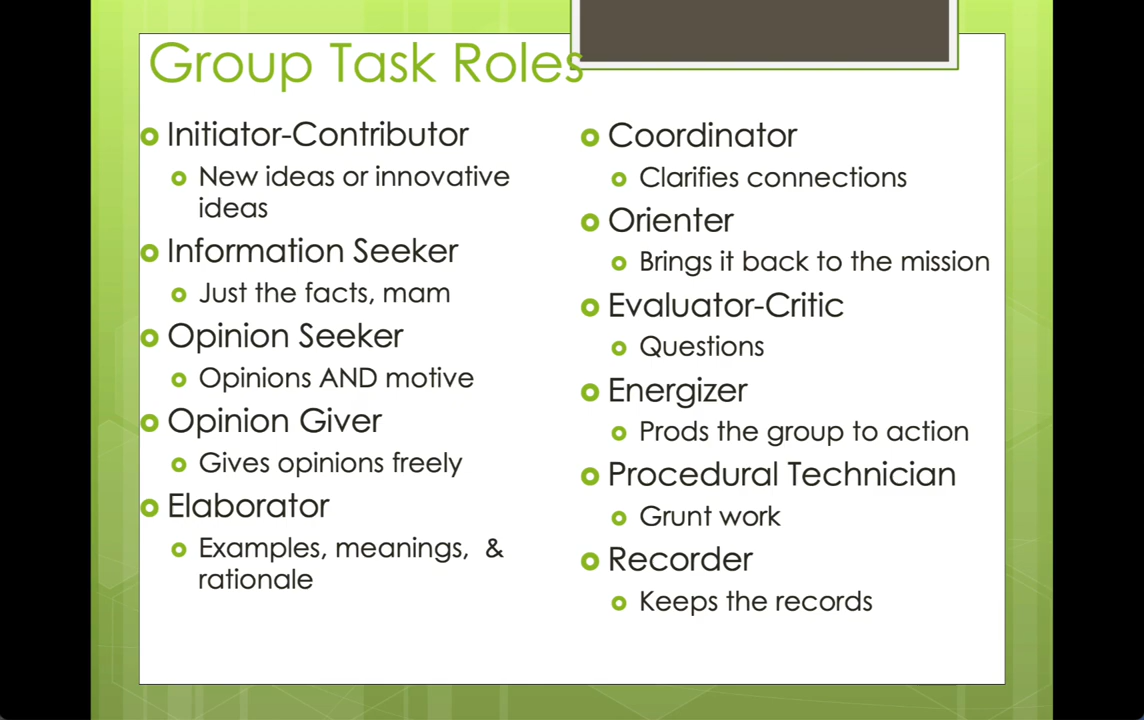 Group Task Roles
Initiator-Contributor
New ideas or innovative
ideas
Information Seeker
Just the facts, mam
Opinion Seeker
Opinions AND motive
Opinion Giver
Gives opinions freely
Elaborator
Examples, meanings, &
rationale
Coordinator
Clarifies connections
Orienter
Brings it back to the mission
Evaluator-Critic
Questions
Energizer
Prods the group to action
Procedural Technician
Grunt work
Recorder
Keeps the records